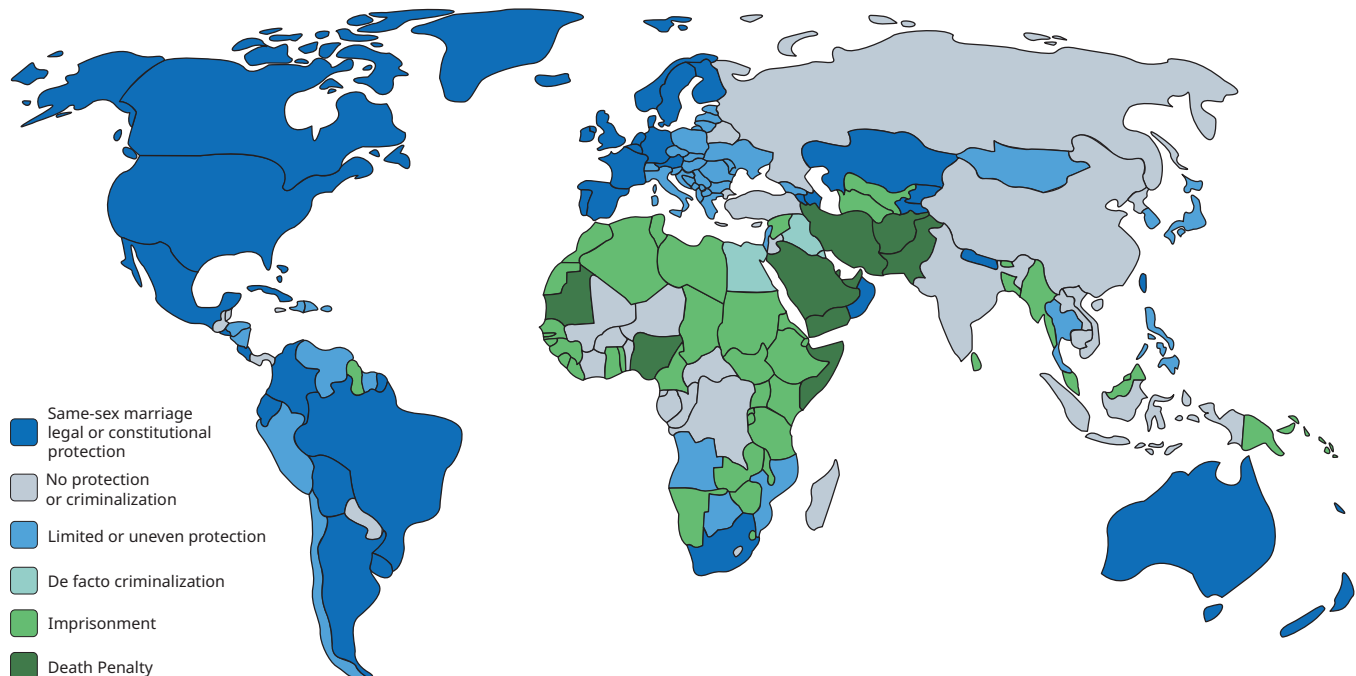 Same-sex marriage
legal or constitutional
protection
No protection
or criminalization
Limited or uneven protection
De facto criminalization
Imprisonment
Death Penalty